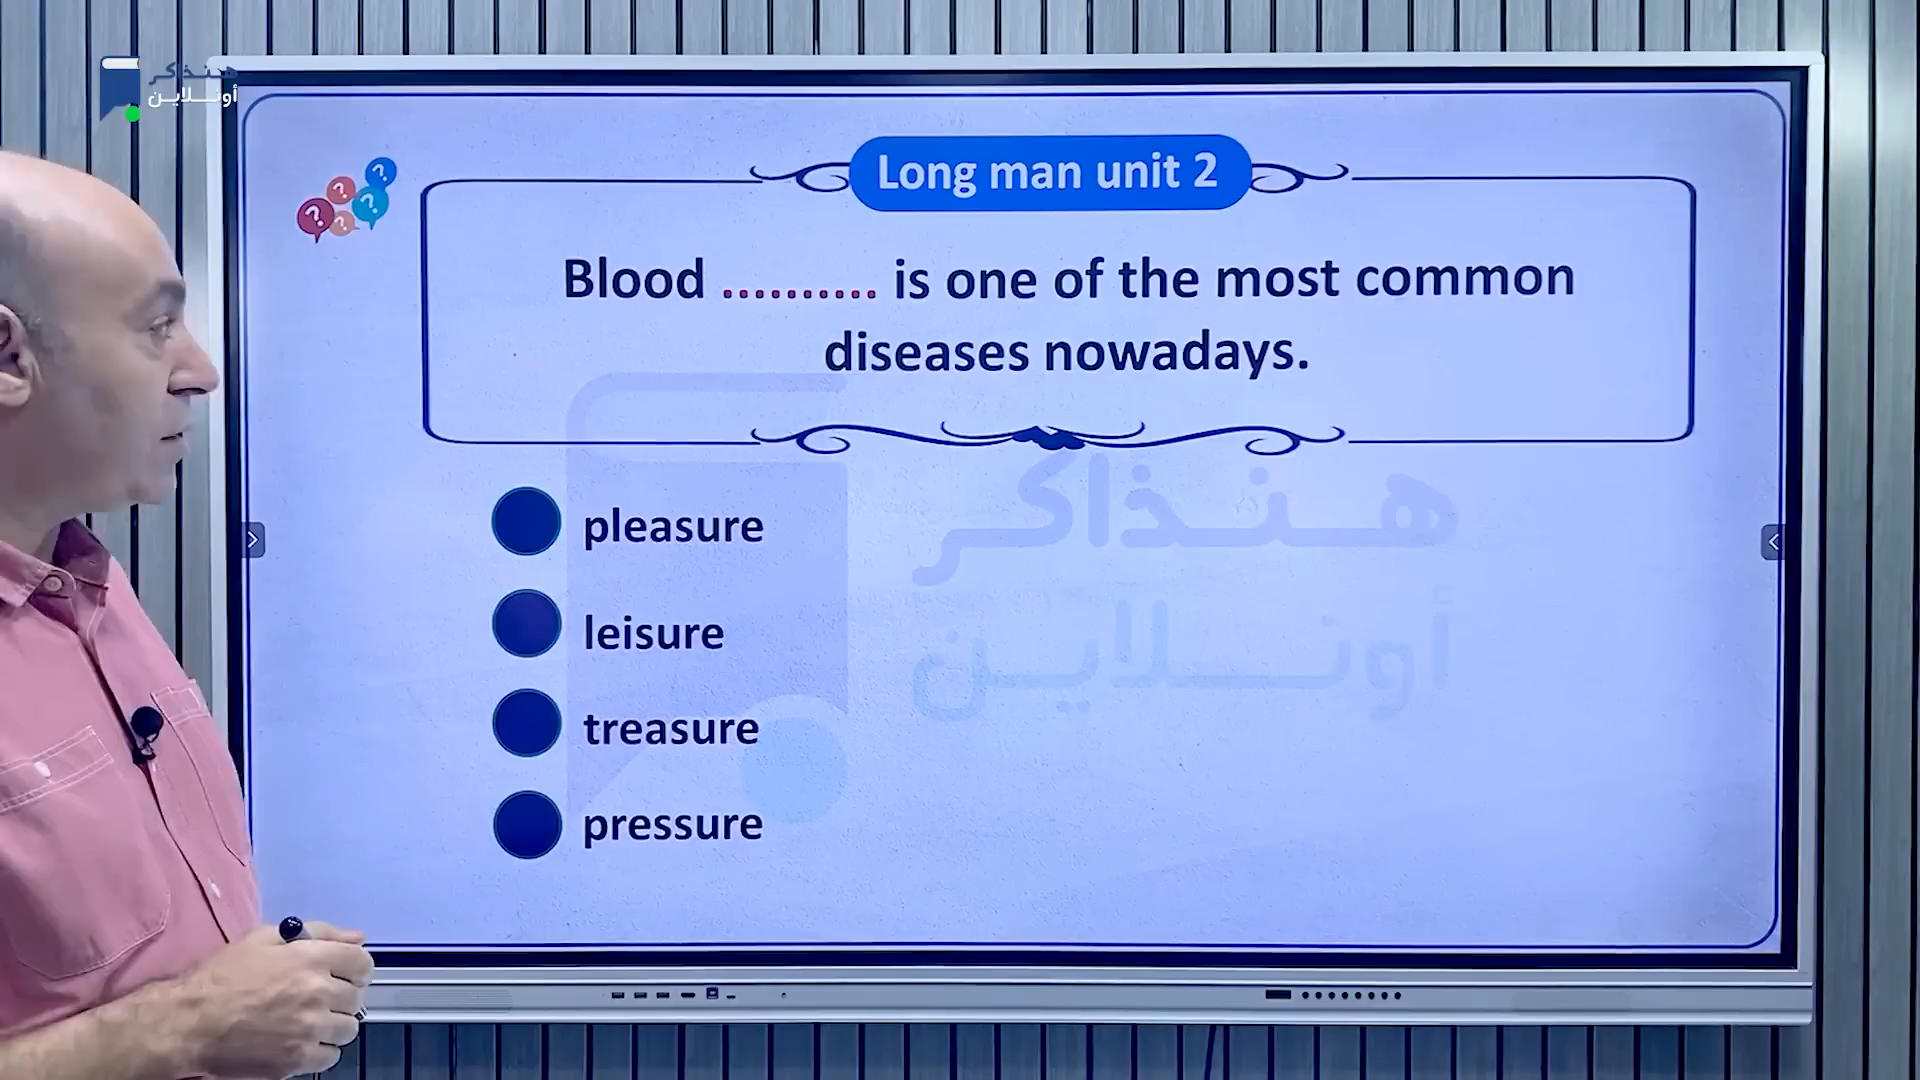 هنذاكر
أونلاين
Long man unit 2
Blood .......... is one of the most common
diseases nowadays.
pleasure
leisure
treasure
pressure
هنذاكر
أونلاين